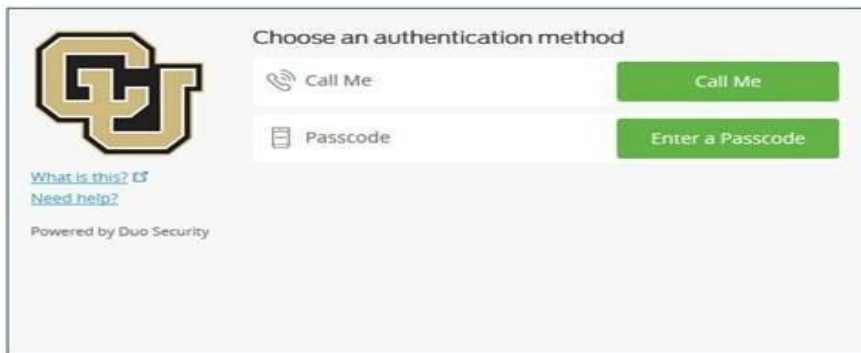 CU
Choose an authentication method
Call Me
Call Me
Passcode
Enter a Passcode
What is this?
Need help?
Powered by Duo Security